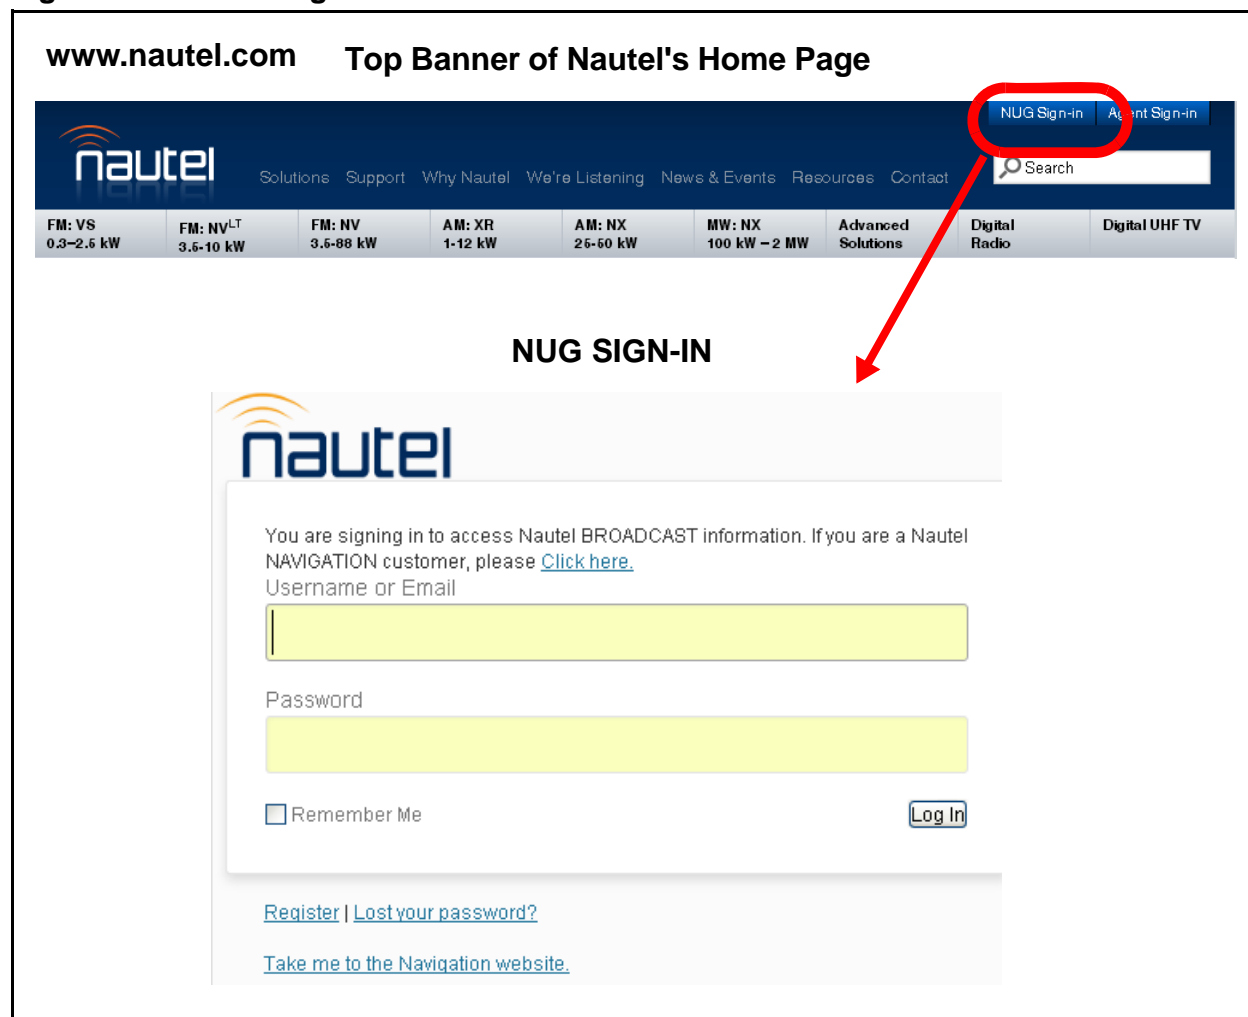 www.nautel.com Top Banner of Nautel's Home Page
NUG Sign-in Agent Sign-in
nautel
Solutions Support Why Nautel We're Listening News & Events Resources Contact
Search
FM: VS
0.3–2.5 kW
FM: NVLT
3.5-10 kW
FM: NV
3.5-88 kW
AM: XR
1-12 kW
AM: NX
25-50 kW
MW: NX
100 kW – 2 MW
Advanced
Solutions
Digital
Radio
Digital UHF TV
NUG SIGN-IN
nautel
You are signing in to access Nautel BROADCAST information. If you are a Nautel
NAVIGATION customer, please Click here.
Username or Email
Password
Remember Me
Log In
Register | Lost your password?
Take me to the Navigation website.